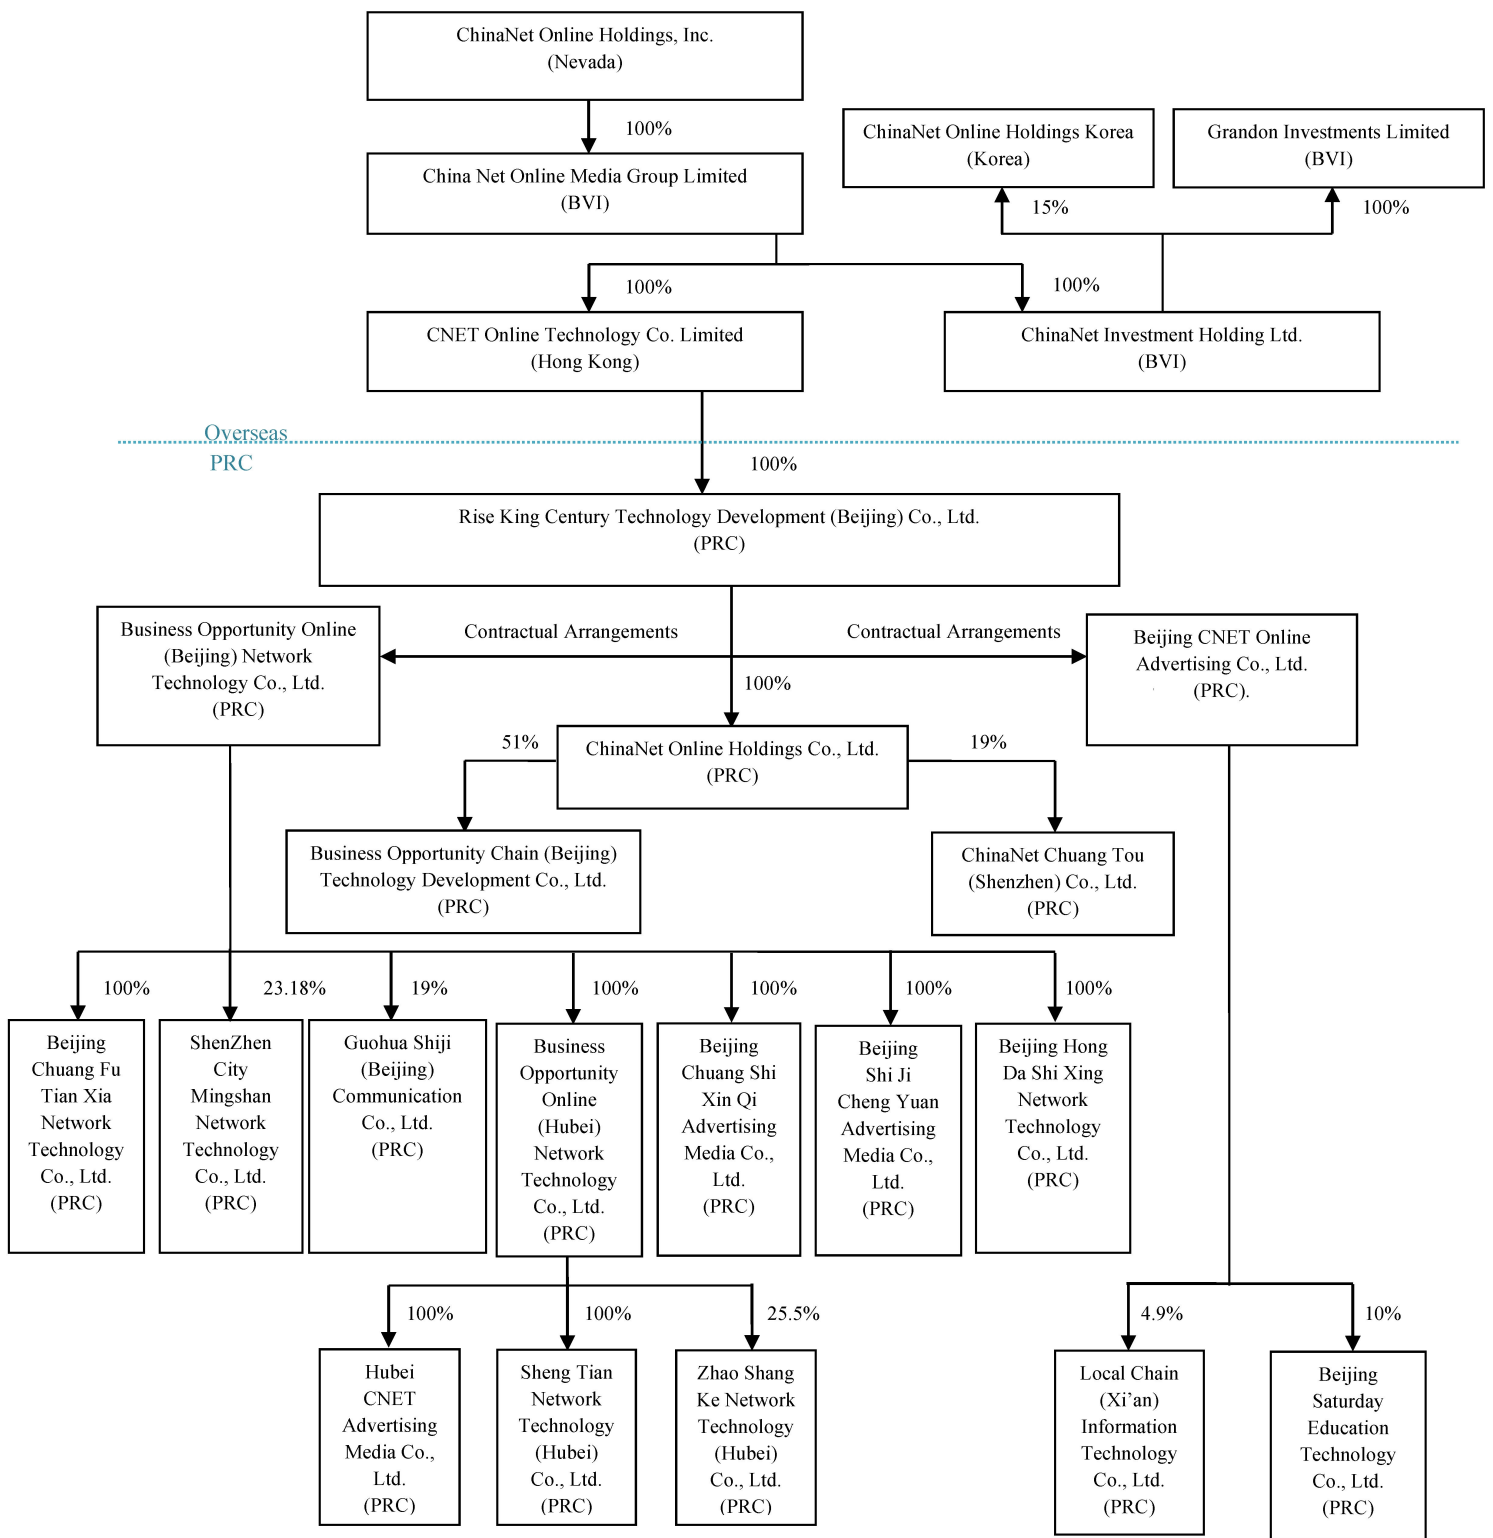 ChinaNet Online Holdings, Inc.
(Nevada)
100%
China Net Online Media Group Limited
(BVI)
ChinaNet Online Holdings Korea
(Korea)
Grandon Investments Limited
(BVI)
15%
100%
100%
100%
CNET Online Technology Co. Limited
(Hong Kong)
ChinaNet Investment Holding Ltd.
(BVI)
Overseas
PRC
100%
Rise King Century Technology Development (Beijing) Co., Ltd.
(PRC)
Business Opportunity Online
(Beijing) Network
Technology Co., Ltd.
(PRC)
Contractual Arrangements
Contractual Arrangements
Beijing CNET Online
Advertising Co., Ltd.
(PRC).
100%
51%
ChinaNet Online Holdings Co., Ltd.
(PRC)
19%
Business Opportunity Chain (Beijing)
Technology Development Co., Ltd.
(PRC)
ChinaNet Chuang Tou
(Shenzhen) Co., Ltd.
(PRC)
100%
23.18%
19%
100%
100%
100%
100%
Beijing
Chuang Fu
Tian Xia
Network
Technology
Co., Ltd.
(PRC)
ShenZhen
City
Mingshan
Network
Technology
Co., Ltd.
(PRC)
Guohua Shiji
(Beijing)
Communication
Co., Ltd.
(PRC)
Business
Opportunity
Online
(Hubei)
Network
Technology
Co., Ltd.
(PRC)
Beijing
Chuang Shi
Xin Qi
Advertising
Media Co.,
Ltd.
(PRC)
Beijing
Shi Ji
Cheng Yuan
Advertising
Media Co.,
Ltd.
(PRC)
Beijing Hong
Da Shi Xing
Network
Technology
Co., Ltd.
(PRC)
100%
100%
25.5%
4.9%
10%
Hubei
CNET
Advertising
Media Co.,
Ltd.
(PRC)
Sheng Tian
Network
Technology
(Hubei)
Co., Ltd.
(PRC)
Zhao Shang
Ke Network
Technology
(Hubei)
Co., Ltd.
(PRC)
Local Chain
(Xi’an)
Information
Technology
Co., Ltd.
(PRC)
Beijing
Saturday
Education
Technology
Co., Ltd.
(PRC)